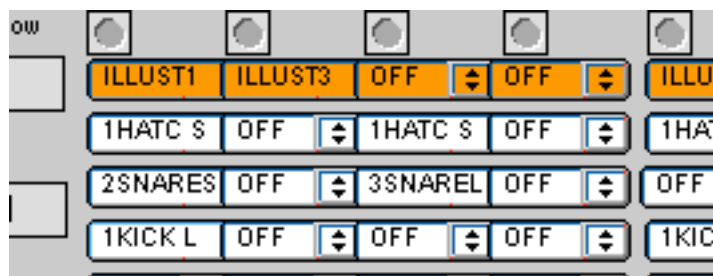 ow
ILLUST1 ILLUST3 OFF OFF ILLU
1HATC S OFF 1HATC S OFF 1HAT
2SNARES OFF 3SNAREL OFF OFF
1KICK L OFF OFF OFF 1KIC